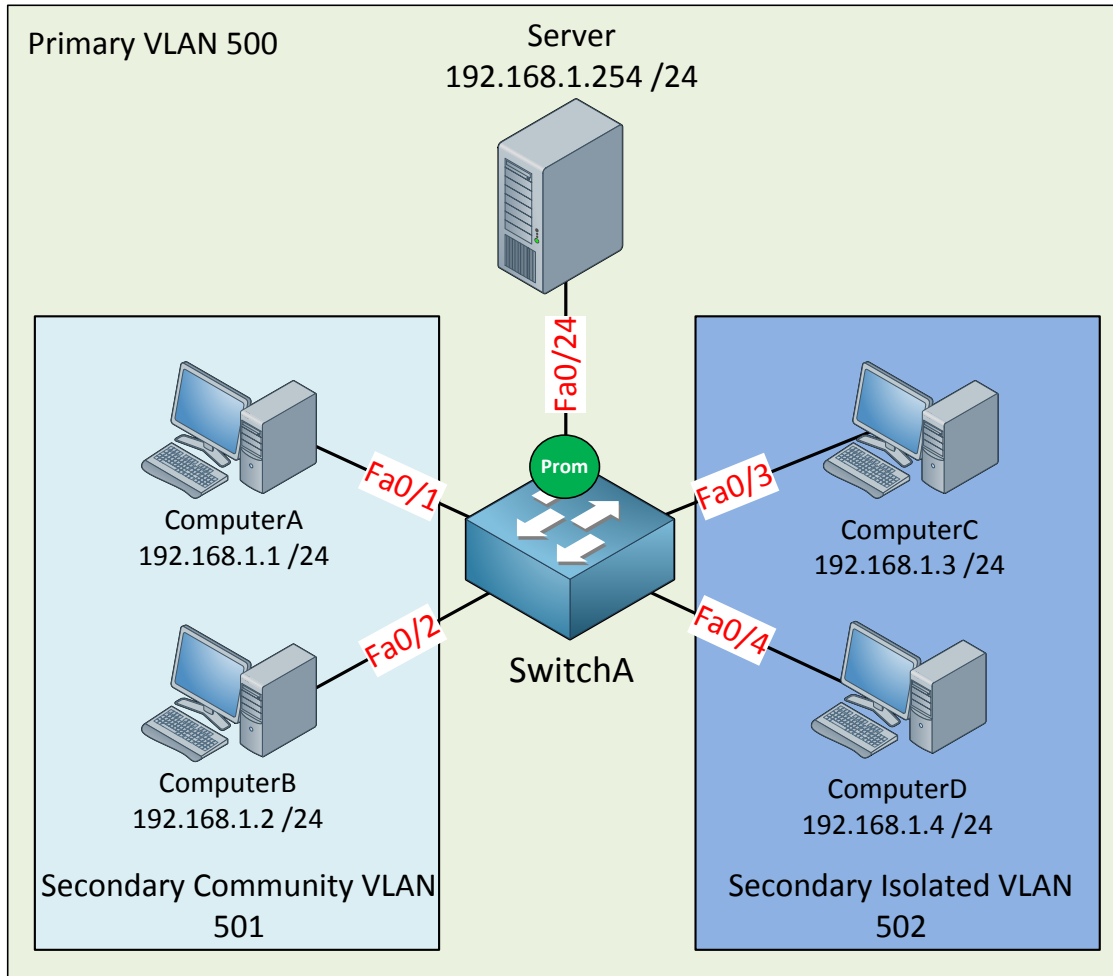 Primary VLAN 500
Server
192.168.1.254 /24
Fa0/24
Prom
Fa0/1
Fa0/3
ComputerA
192.168.1.1 /24
ComputerC
192.168.1.3 /24
Fa0/2
Fa0/4
SwitchA
ComputerB
192.168.1.2 /24
ComputerD
192.168.1.4 /24
Secondary Community VLAN
501
Secondary Isolated VLAN
502